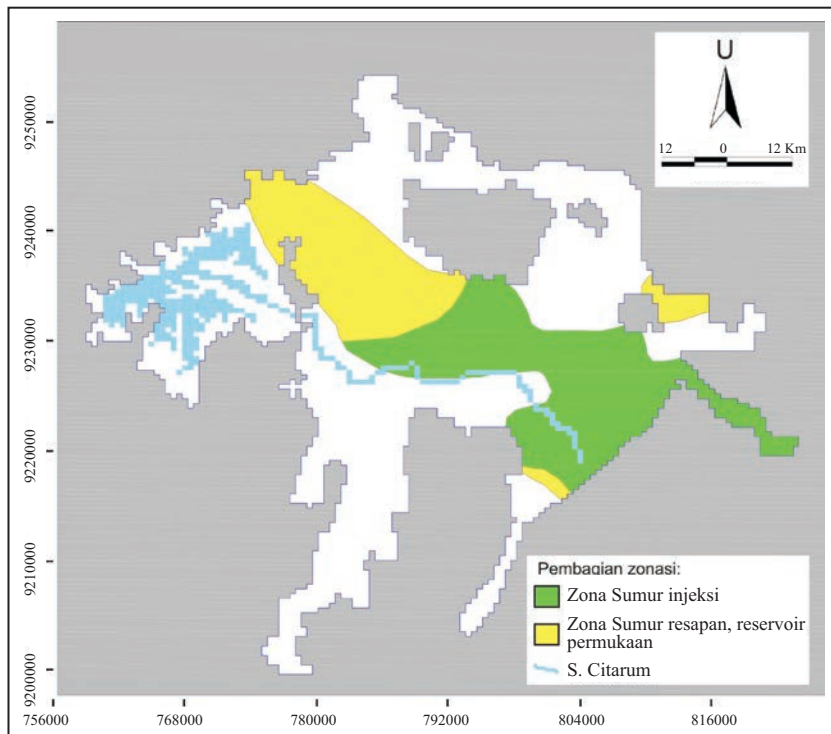 U
12 0 12 Km
9250000
9240000
9230000
9220000
9210000
9200000
Pembagian zonasi:
Zona Sumur injeksi
Zona Sumur resapan, reservoir
permukaan
S. Citarum
756000 768000 780000 792000 804000 816000